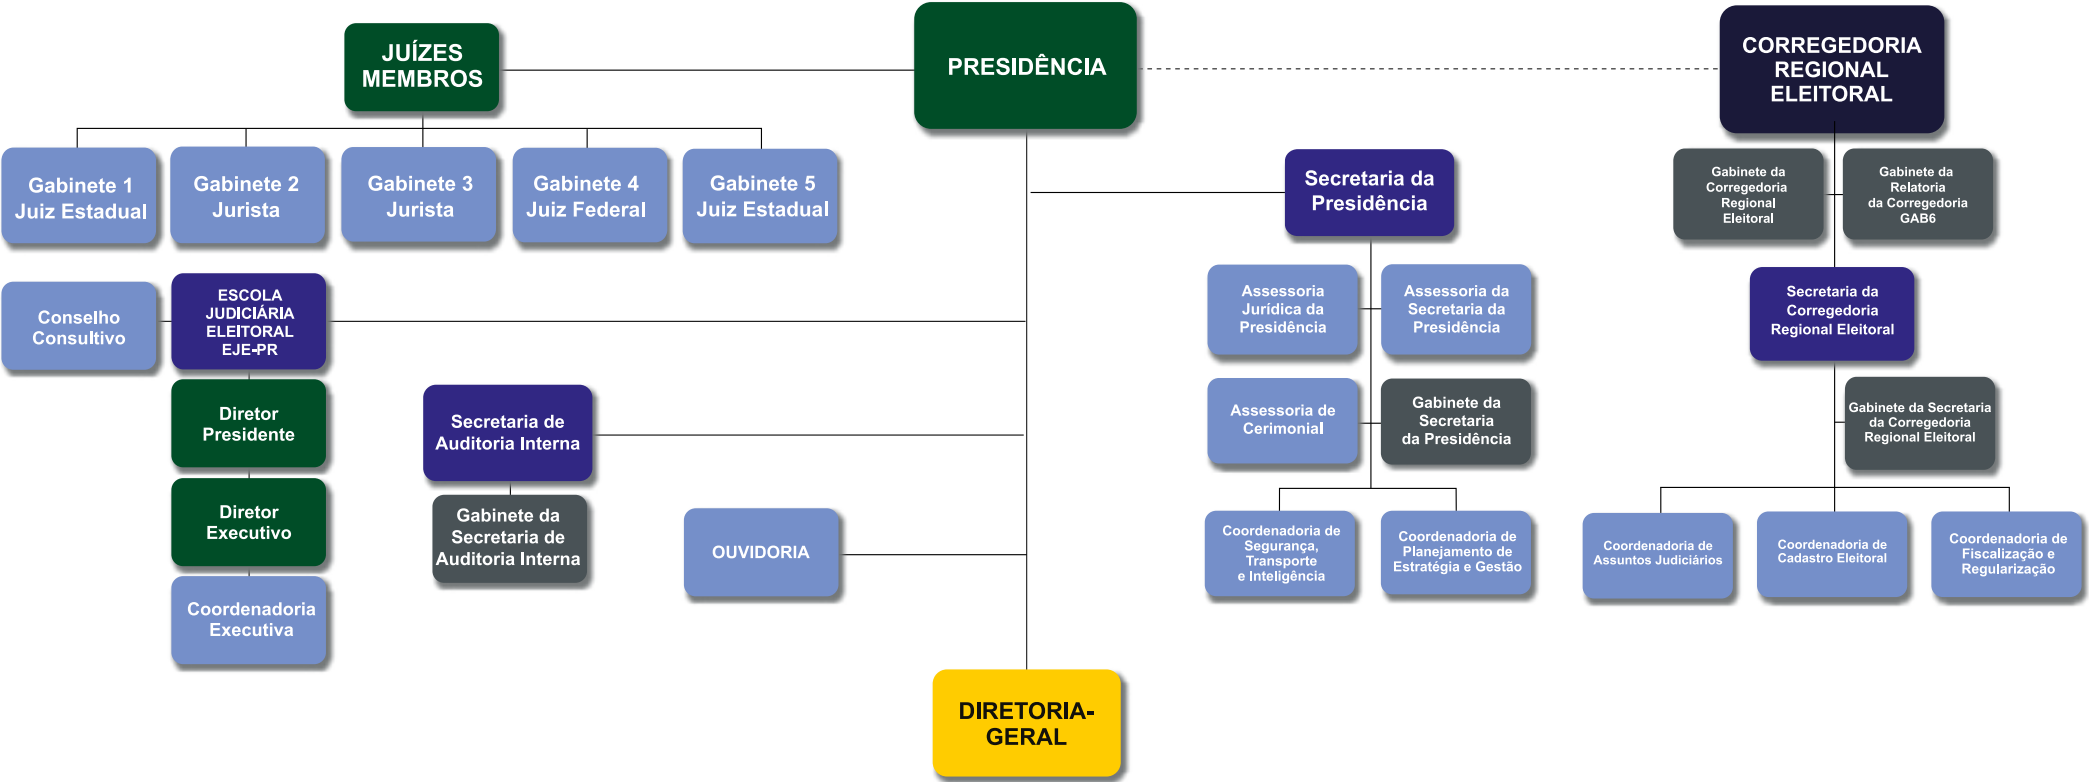 JUÍZES
MEMBROS
PRESIDÊNCIA
CORREGEDORIA
REGIONAL
ELEITORAL
Gabinete 1
Juiz Estadual
Gabinete 2
Jurista
Gabinete 3
Jurista
Gabinete 4
Juiz Federal
Gabinete 5
Juiz Estadual
Secretaria da
Presidência
Gabinete da
Corregedoria
Regional
Eleitoral
Gabinete da
Relatoria
da Corregedoria
GAB6
Conselho
Consultivo
ESCOLA
JUDICIÁRIA
ELEITORAL
EJE-PR
Assessoria
Jurídica da
Presidência
Assessoria da
Secretaria da
Presidência
Secretaria da
Corregedoria
Regional Eleitoral
Diretor
Presidente
Secretaria de
Auditoria Interna
Assessoria de
Cerimonial
Gabinete da
Secretaria
da Presidência
Gabinete da Secretaria
da Corregedoria
Regional Eleitoral
Diretor
Executivo
Gabinete da
Secretaria de
Auditoria Interna
OUVIDORIA
Coordenadoria de
Segurança,
Transporte
e Inteligência
Coordenadoria de
Planejamento de
Estratégia e Gestão
Coordenadoria de
Assuntos Judiciários
Coordenadoria de
Cadastro Eleitoral
Coordenadoria de
Fiscalização e
Regularização
Coordenadoria
Executiva
DIRETORIA-
GERAL